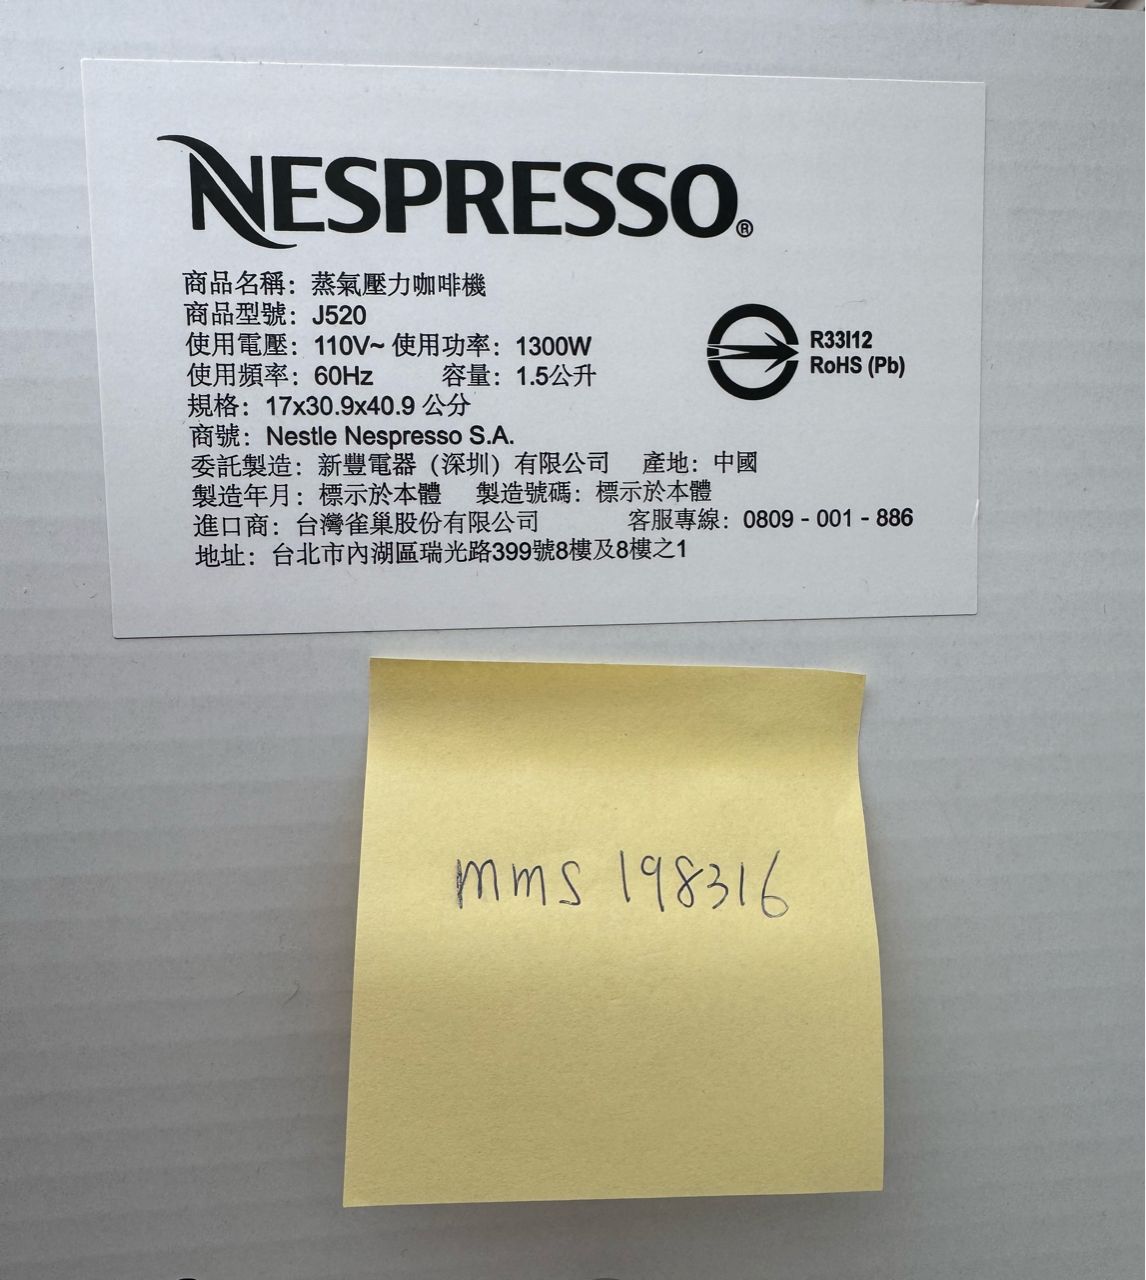 NESPRESSO®
商品名稱：蒸氣壓力咖啡機
商品型號：J520
使用電壓：110V~ 使用功率：1300W
使用頻率：60Hz 容量：1.5公升
規格：17x30.9x40.9 公分
商號：Nestle Nespresso S.A.
委託製造：新豐電器（深圳）有限公司 產地：中國
製造年月：標示於本體 製造號碼：標示於本體
進口商：台灣雀巢股份有限公司 客服專線：0809 - 001 - 886
地址：台北市內湖區瑞光路399號8樓及8樓之1
R33I12
RoHS (Pb)
mms 198316